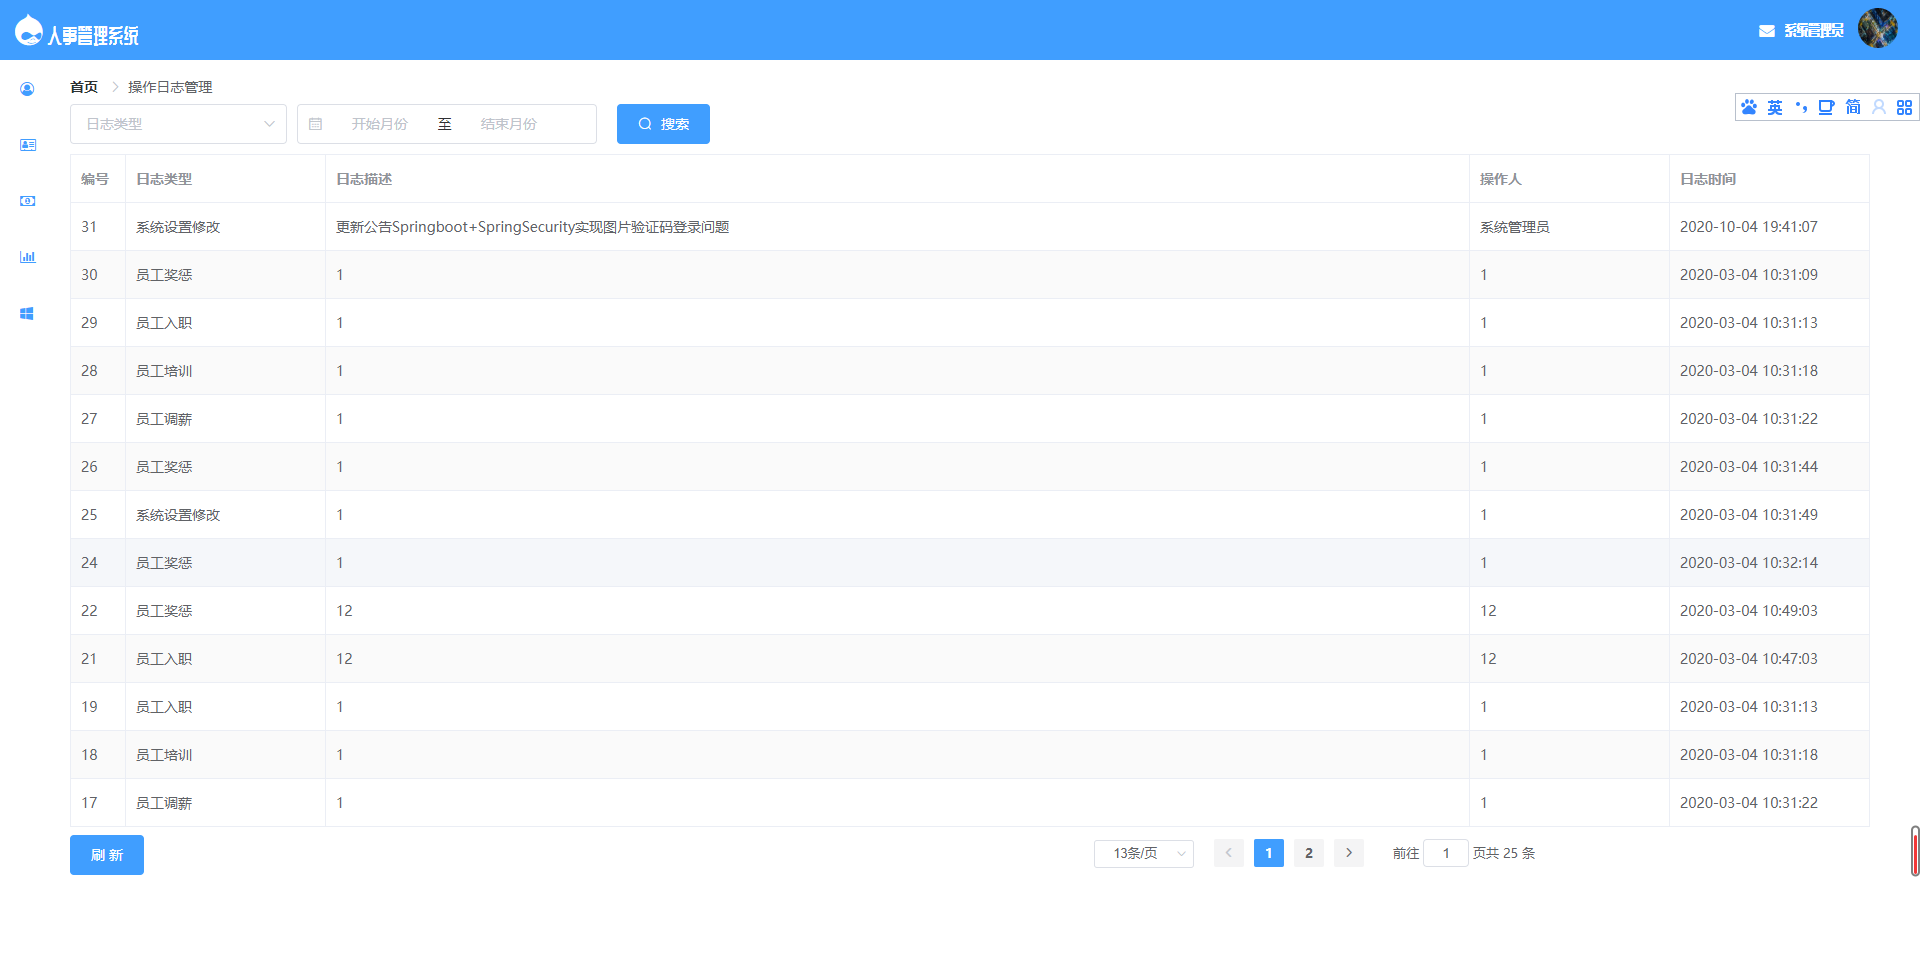 人事管理系统
系统管理员
首页 操作日志管理
英 简
日志类型 开始月份 至 结束月份 搜索
编号 日志类型 日志描述 操作人 日志时间
31 系统设置修改 更新公告Springboot+SpringSecurity实现图片验证码登录问题 系统管理员 2020-10-04 19:41:07
30 员工奖惩 1 1 2020-03-04 10:31:09
29 员工入职 1 1 2020-03-04 10:31:13
28 员工培训 1 1 2020-03-04 10:31:18
27 员工调薪 1 1 2020-03-04 10:31:22
26 员工奖惩 1 1 2020-03-04 10:31:44
25 系统设置修改 1 1 2020-03-04 10:31:49
24 员工奖惩 1 1 2020-03-04 10:32:14
22 员工奖惩 12 12 2020-03-04 10:49:03
21 员工入职 12 12 2020-03-04 10:47:03
19 员工入职 1 1 2020-03-04 10:31:13
18 员工培训 1 1 2020-03-04 10:31:18
17 员工调薪 1 1 2020-03-04 10:31:22
刷 新 13条/页 1 2 前往 1 页共 25 条